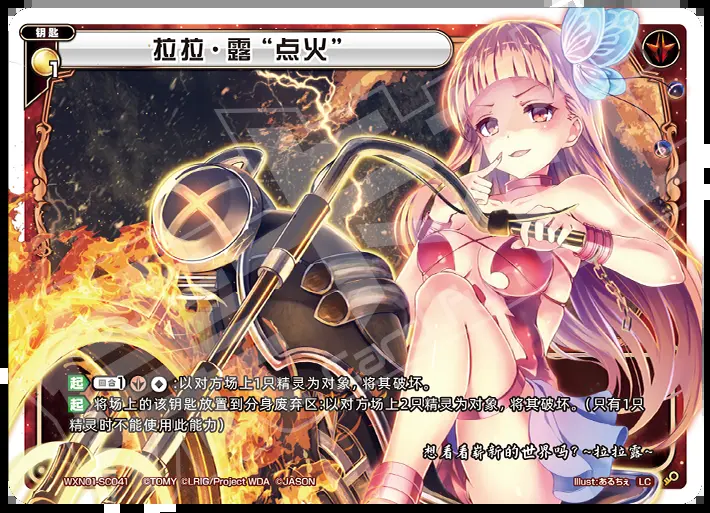 钥匙
1
拉拉·露“点火”
起 回合1 :以对方场上1只精灵为对象,将其破坏。
起 将场上的该钥匙放置到分身废弃区:以对方场上2只精灵为对象,将其破坏。(只有1只
精灵时不能使用此能力)
想看看崭新的世界吗?~拉拉露~
WXN01-SC041 ©TOMY ©LRIG/Project WDA ©JASON Illust:あるちぇ LC